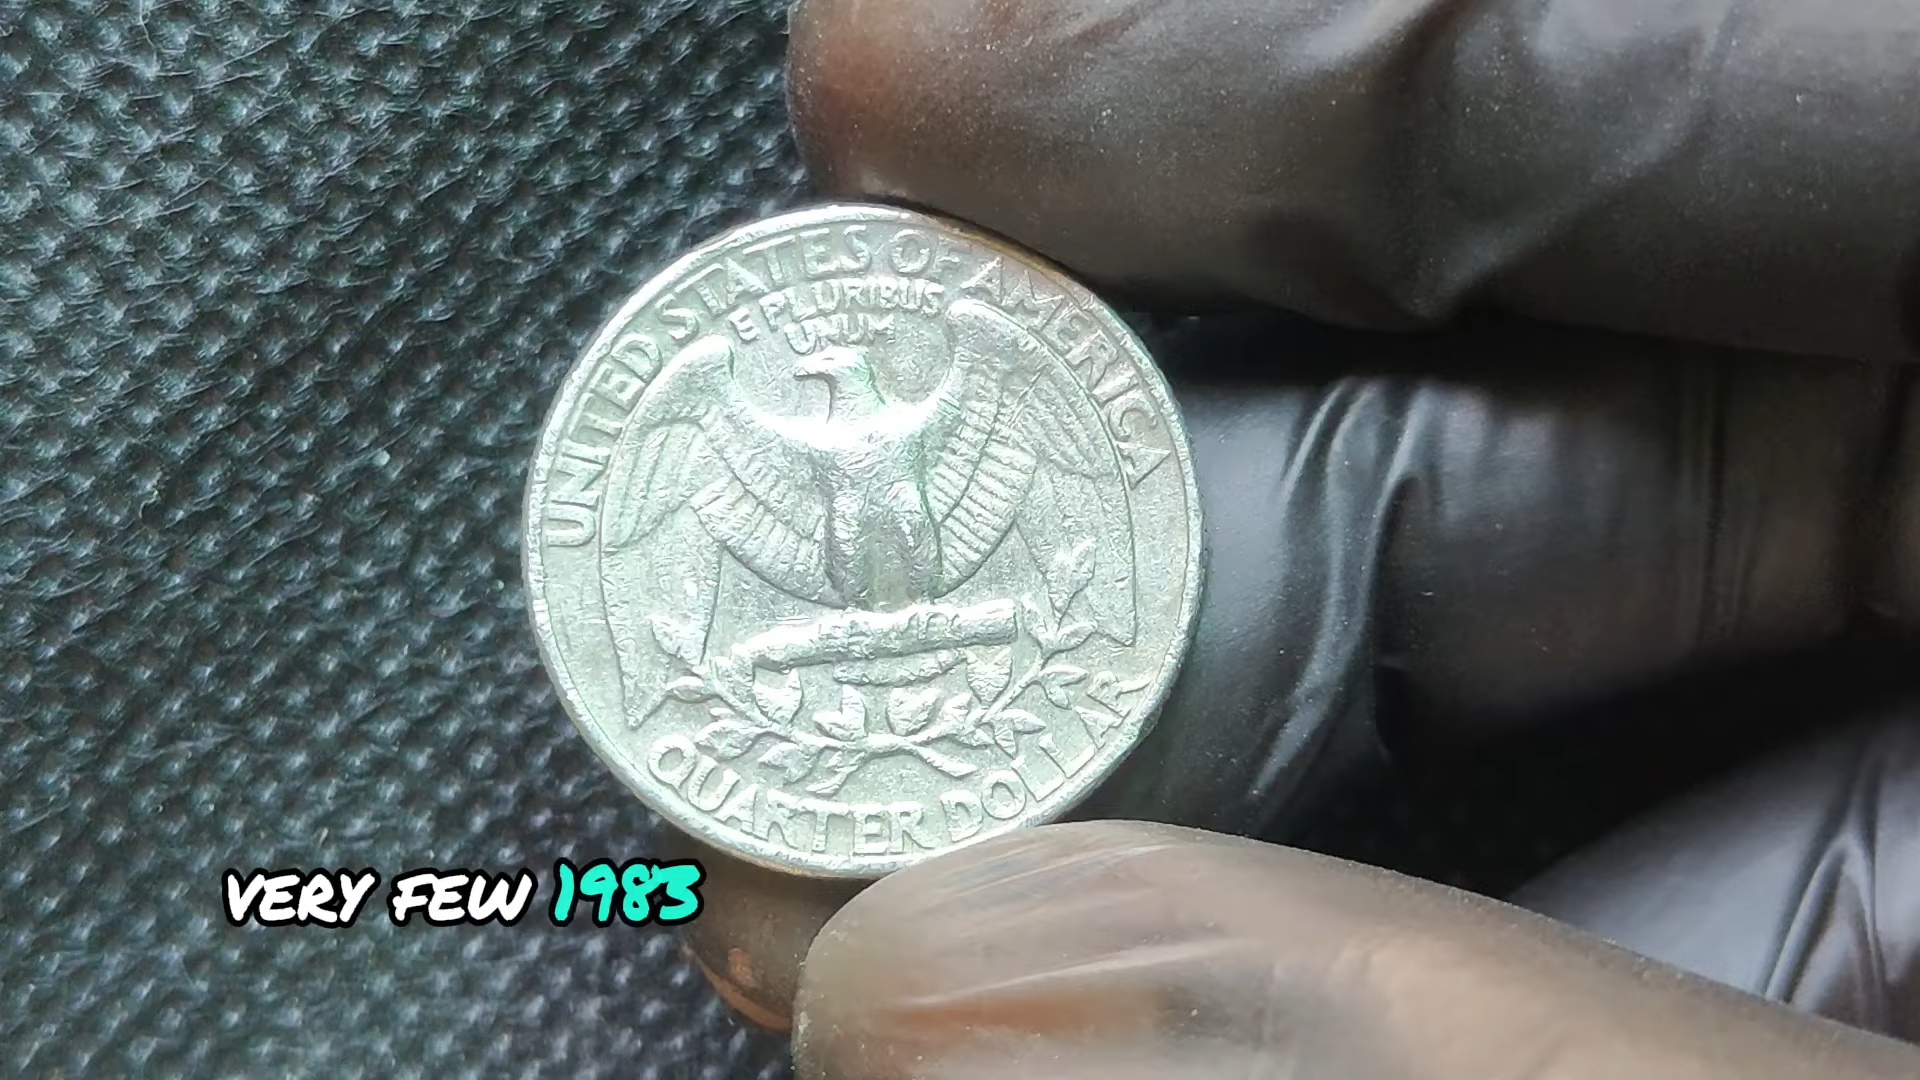 UNITED STATES OF AMERICA
E PLURIBUS
UNUM
QUARTER DOLLAR
VERY FEW 1983